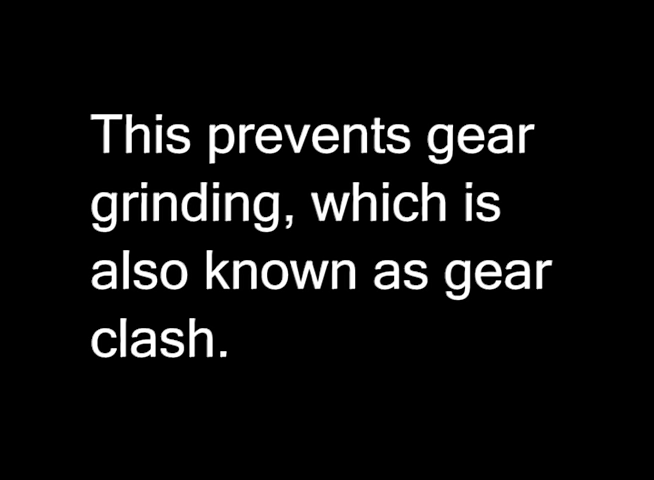 This prevents gear
grinding, which is
also known as gear
clash.